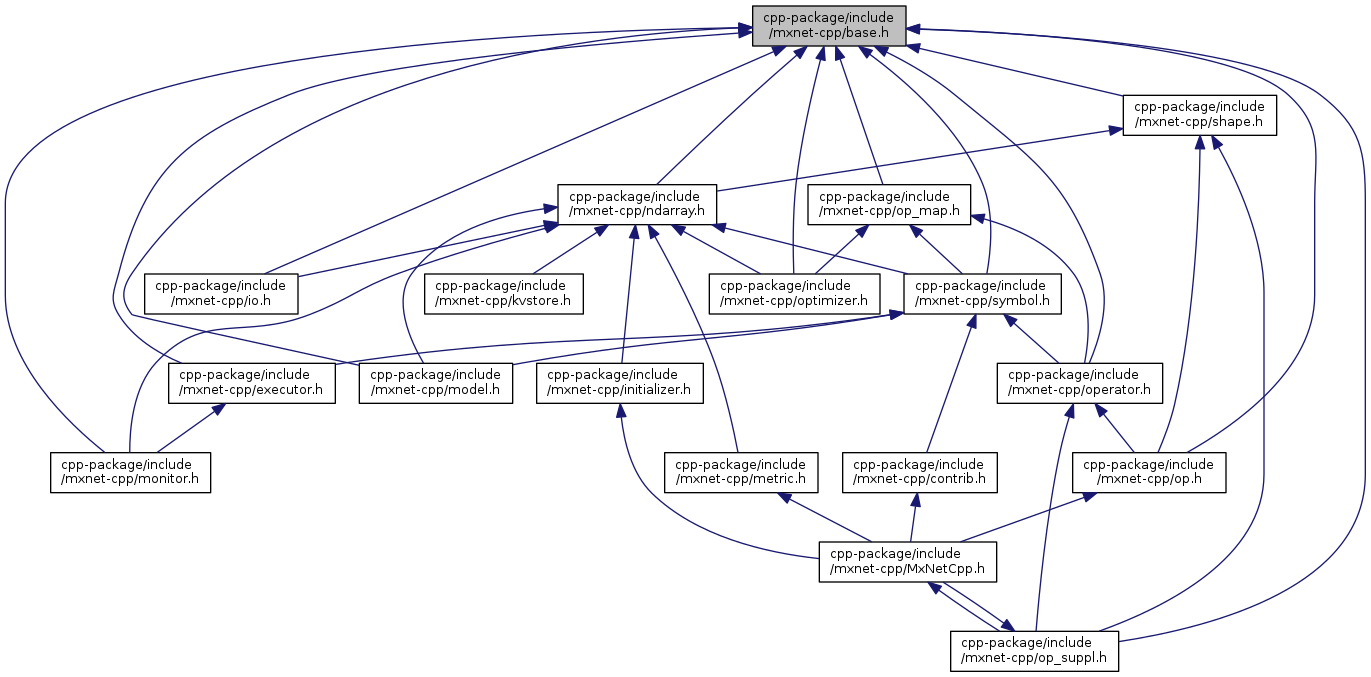 cpp-package/include
/mxnet-cpp/base.h
cpp-package/include
/mxnet-cpp/shape.h
cpp-package/include
/mxnet-cpp/ndarray.h
cpp-package/include
/mxnet-cpp/op_map.h
cpp-package/include
/mxnet-cpp/io.h
cpp-package/include
/mxnet-cpp/kvstore.h
cpp-package/include
/mxnet-cpp/optimizer.h
cpp-package/include
/mxnet-cpp/symbol.h
cpp-package/include
/mxnet-cpp/executor.h
cpp-package/include
/mxnet-cpp/model.h
cpp-package/include
/mxnet-cpp/initializer.h
cpp-package/include
/mxnet-cpp/operator.h
cpp-package/include
/mxnet-cpp/monitor.h
cpp-package/include
/mxnet-cpp/metric.h
cpp-package/include
/mxnet-cpp/contrib.h
cpp-package/include
/mxnet-cpp/op.h
cpp-package/include
/mxnet-cpp/MxNetCpp.h
cpp-package/include
/mxnet-cpp/op_suppl.h